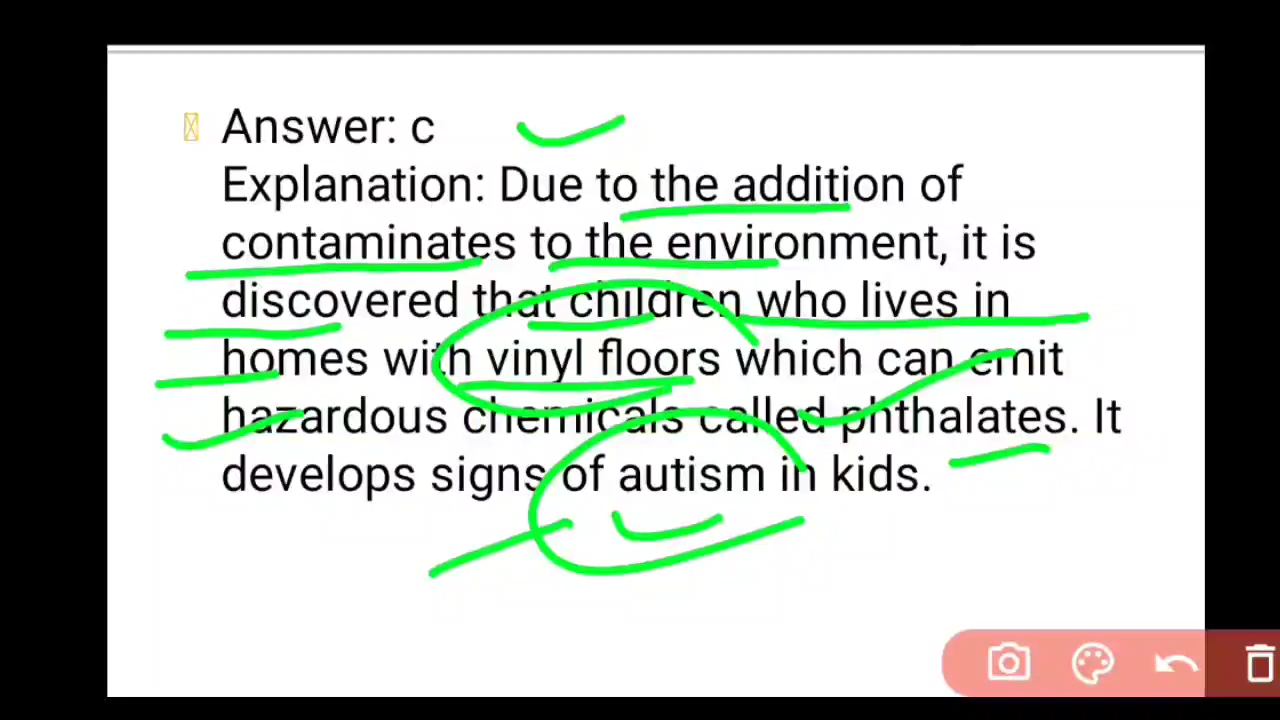 Answer: c
Explanation: Due to the addition of
contaminates to the environment, it is
discovered that children who lives in
homes with vinyl floors which can emit
hazardous chemicals called phthalates. It
develops signs of autism in kids.